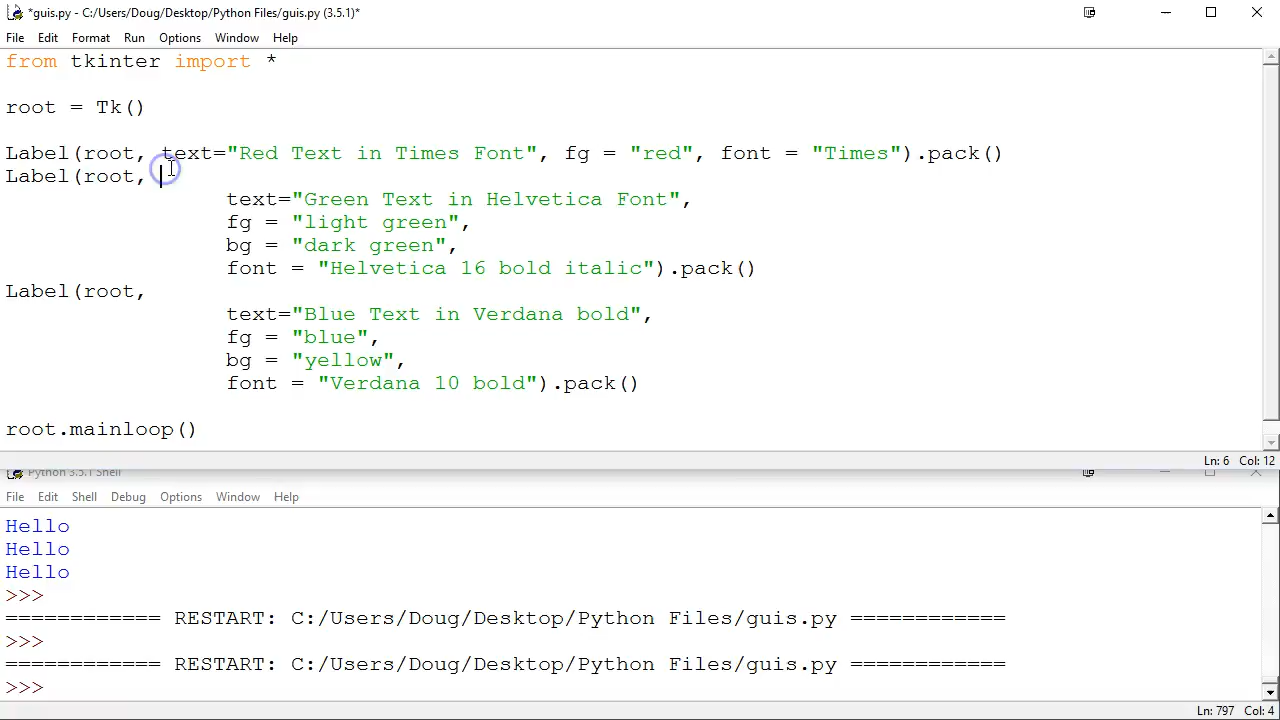 *guis.py - C:/Users/Doug/Desktop/Python Files/guis.py (3.5.1)*
File Edit Format Run Options Window Help
from tkinter import *
root = Tk()
Label(root, text="Red Text in Times Font", fg = "red", font = "Times").pack()
Label(root,
text="Green Text in Helvetica Font",
fg = "light green",
bg = "dark green",
font = "Helvetica 16 bold italic").pack()
Label(root,
text="Blue Text in Verdana bold",
fg = "blue",
bg = "yellow",
font = "Verdana 10 bold").pack()
root.mainloop()
Ln: 6 Col: 12
Python 3.5.1 Shell
File Edit Shell Debug Options Window Help
Hello
Hello
Hello
>>>
============ RESTART: C:/Users/Doug/Desktop/Python Files/guis.py ============
>>>
============ RESTART: C:/Users/Doug/Desktop/Python Files/guis.py ============
>>>
Ln: 797 Col: 4